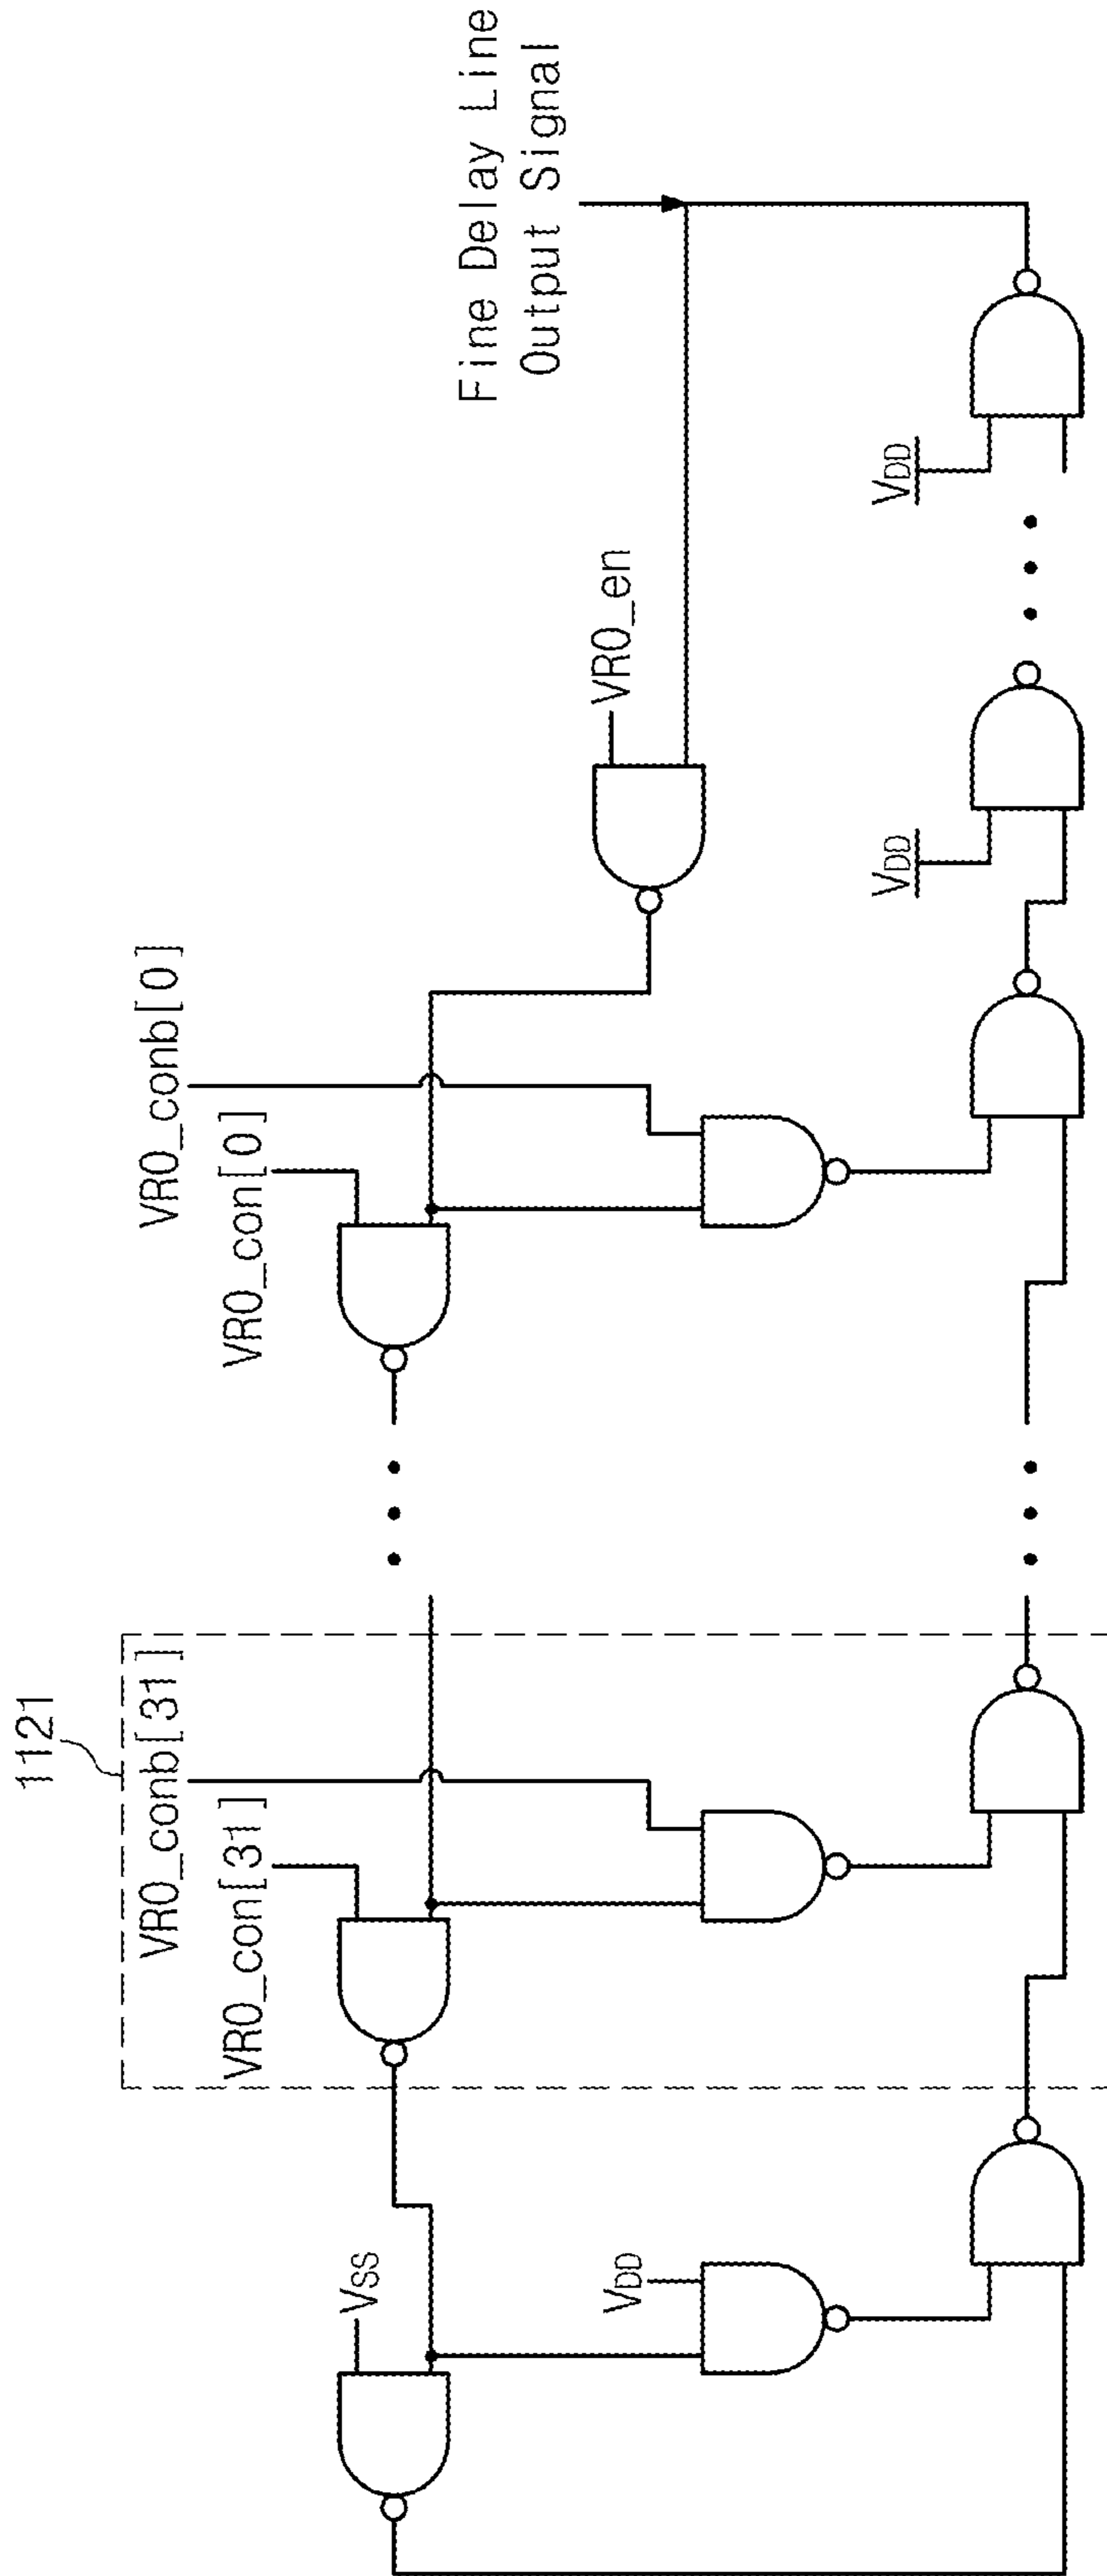 1121
VRO_conb[31]
VRO_con[31]
VSS
VDD
VRO_conb[0]
VRO_con[0]
VRO_en
VDD
VDD
Fine Delay Line
Output Signal